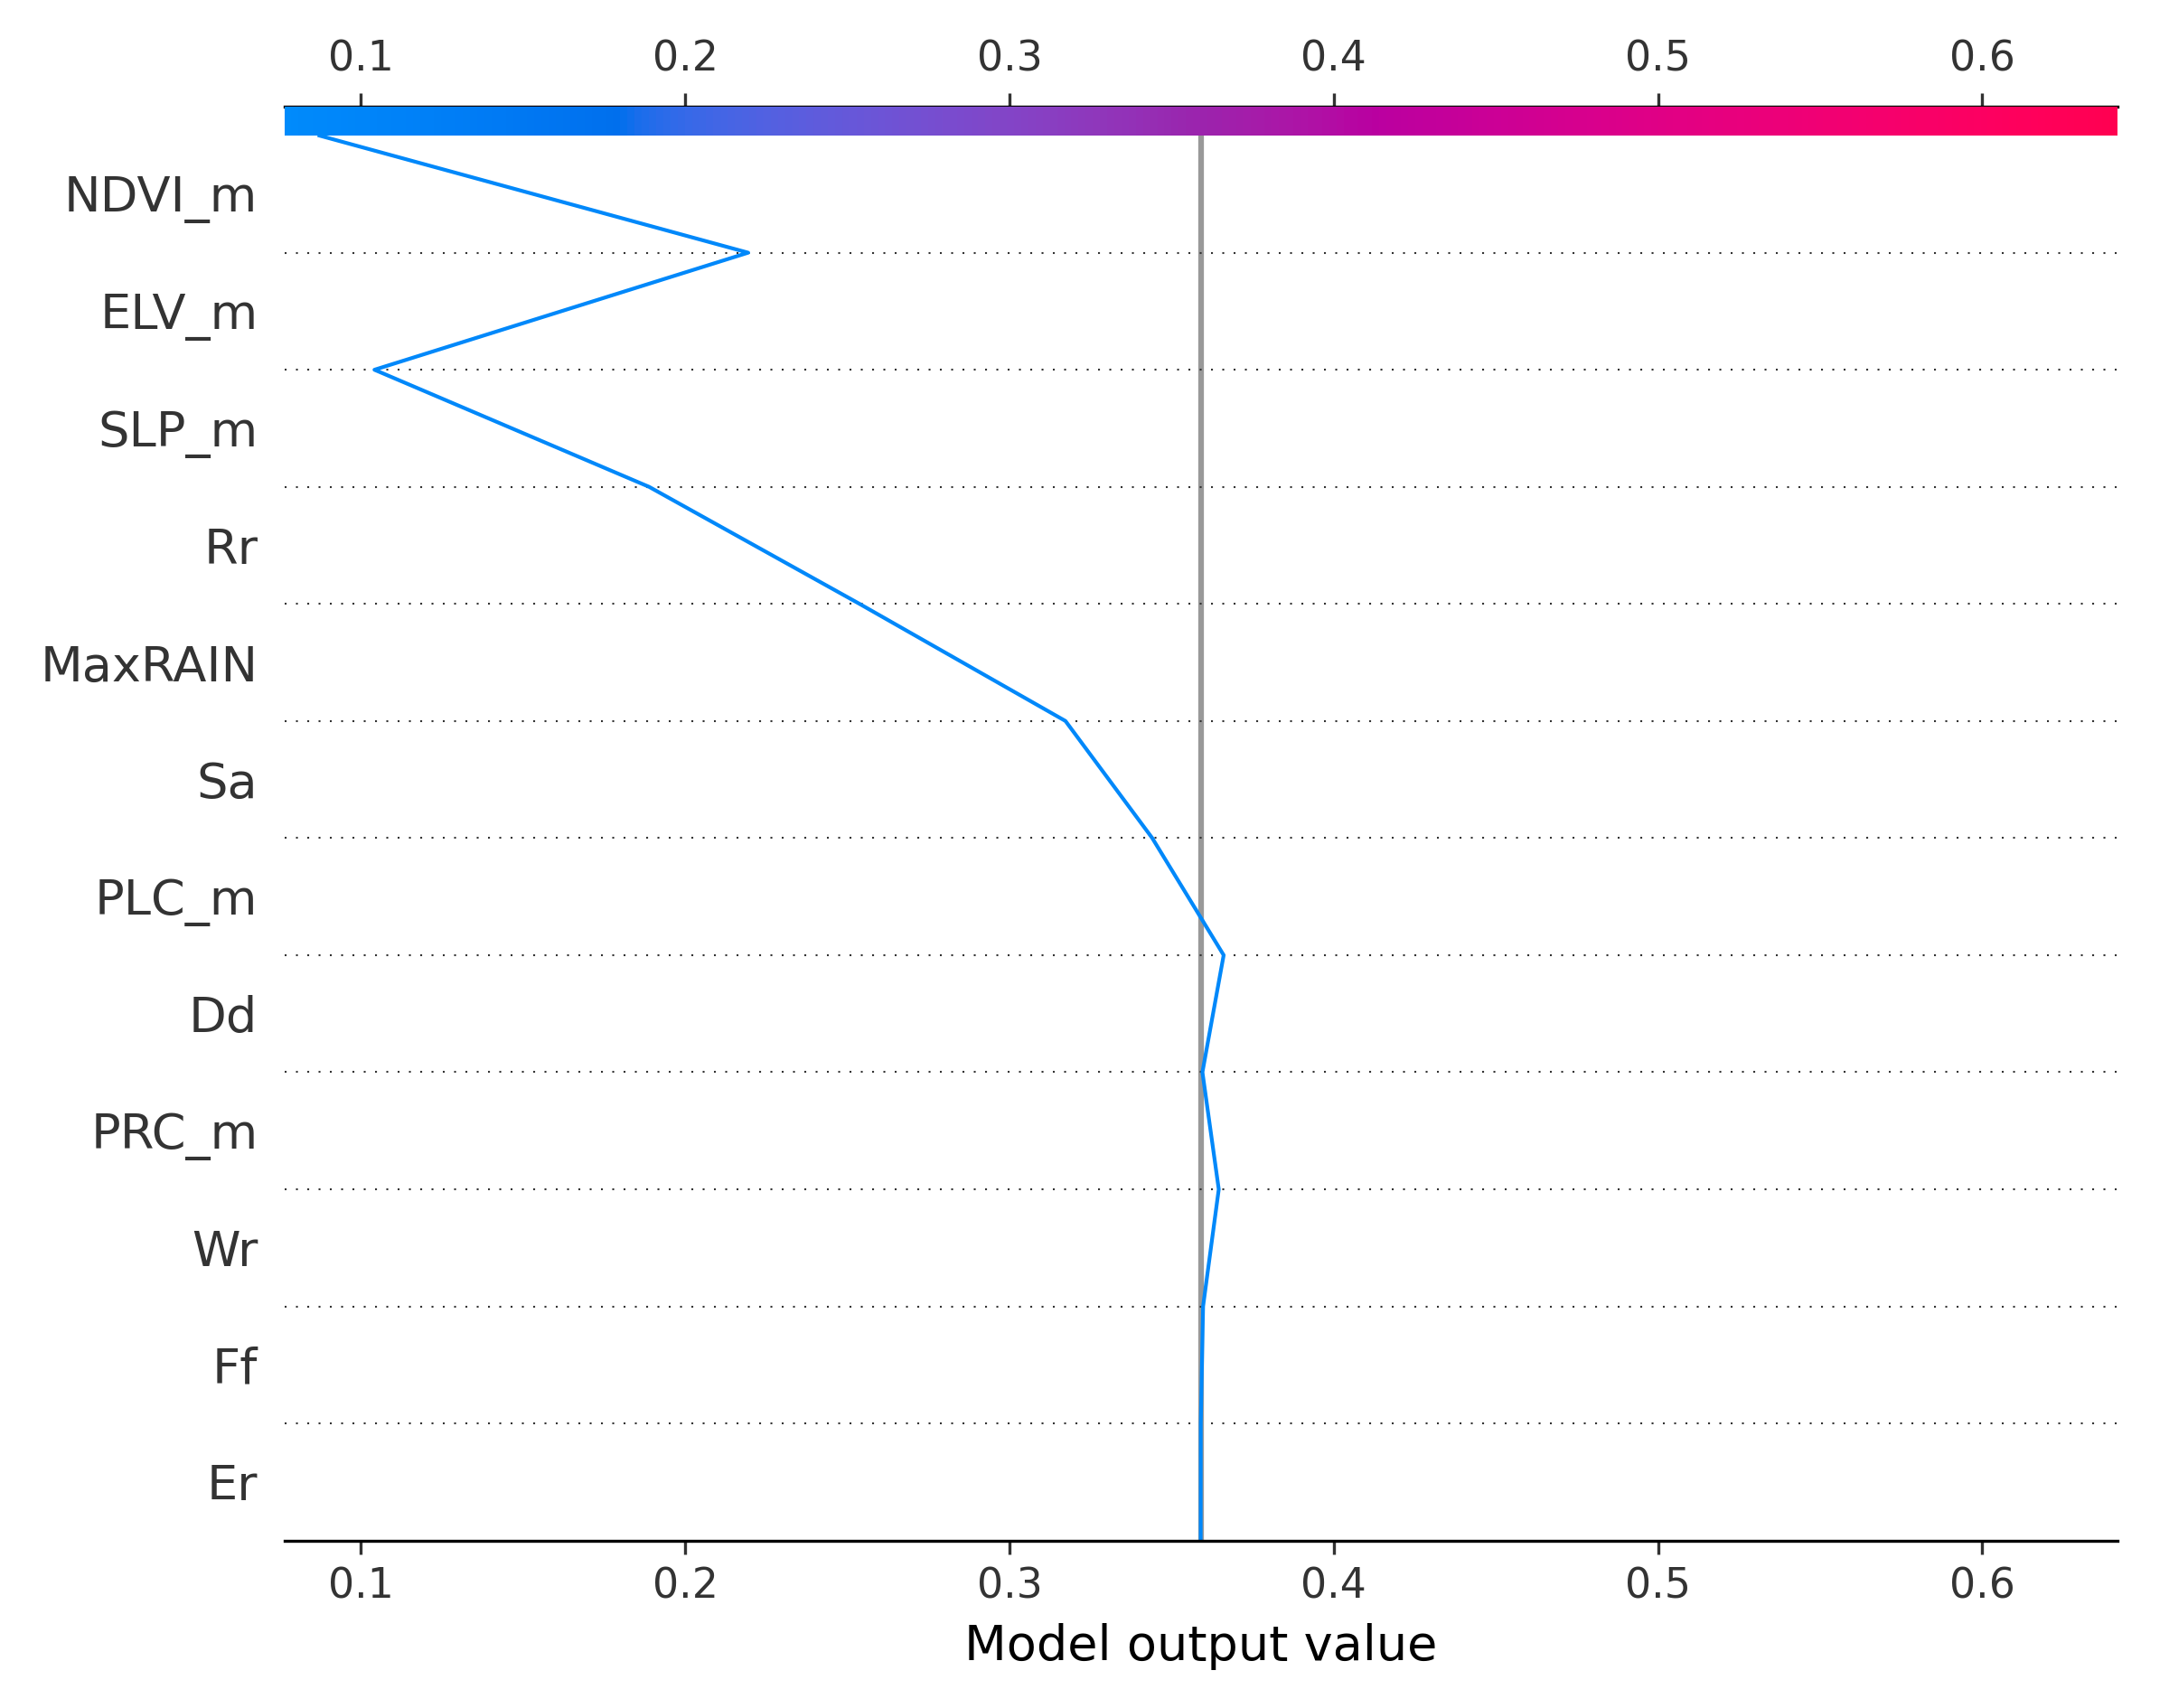 0.1 0.2 0.3 0.4 0.5 0.6
NDVI_m
ELV_m
SLP_m
Rr
MaxRAIN
Sa
PLC_m
Dd
PRC_m
Wr
Ff
Er
0.1 0.2 0.3 0.4 0.5 0.6
Model output value